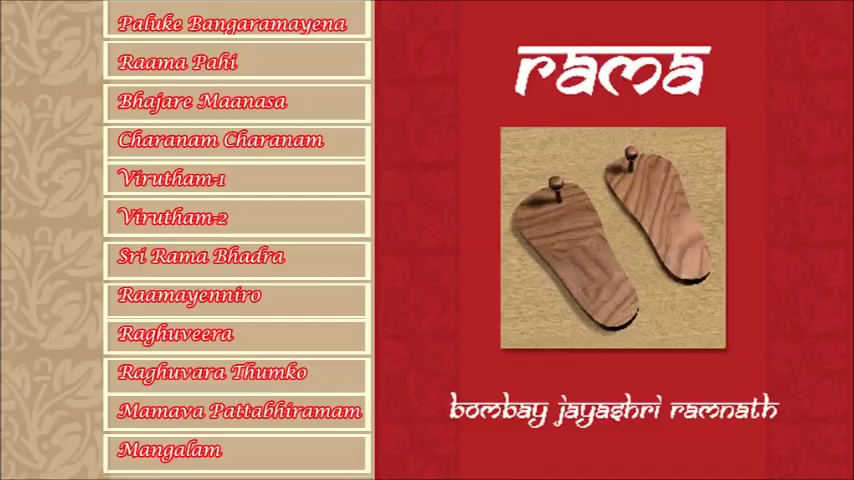 Paluke Bangaramayena
Raama Pahi
Bhajare Maanasa
Charanam Charanam
Virutham-1
Virutham-2
Sri Rama Bhadra
Raamayenniro
Raghuveera
Raghuvara Thumko
Mamava Pattabhiramam
Mangalam
rama
bombay jayashri ramnath